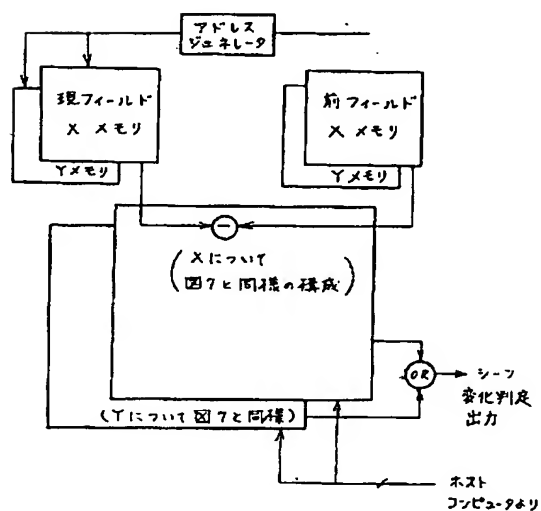 アドレス
ジェネレータ
現フィールド
X メモリ
Yメモリ
前フィールド
X メモリ
Yメモリ
−
(Xについて
図7と同様の構成)
(Yについて図7と同様)
OR
シーン
変化判定
出力
ホスト
コンピュータより